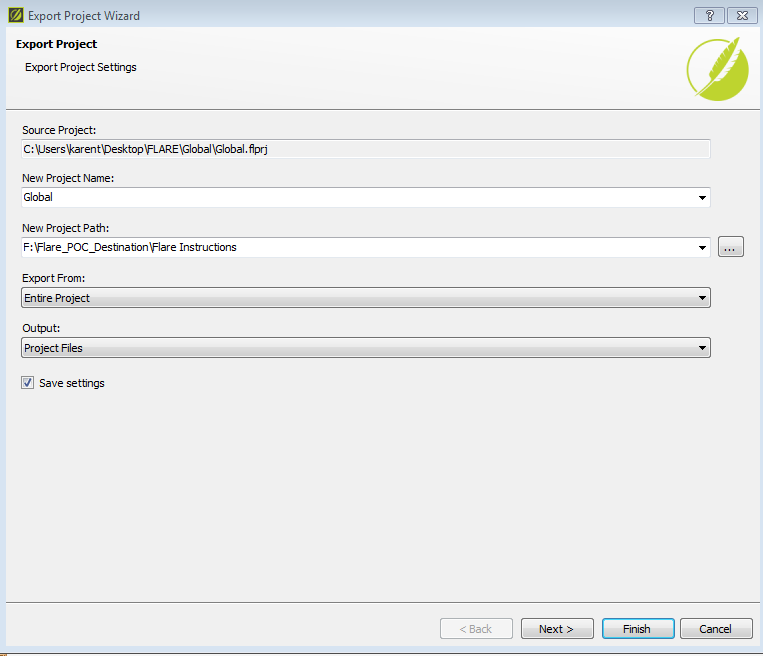 Export Project Wizard
?
Export Project
Export Project Settings
Source Project:
C:\Users\karent\Desktop\FLARE\Global\Global.flprj
New Project Name:
Global
New Project Path:
F:\Flare_POC_Destination\Flare Instructions
...
Export From:
Entire Project
Output:
Project Files
Save settings
< Back Next > Finish Cancel